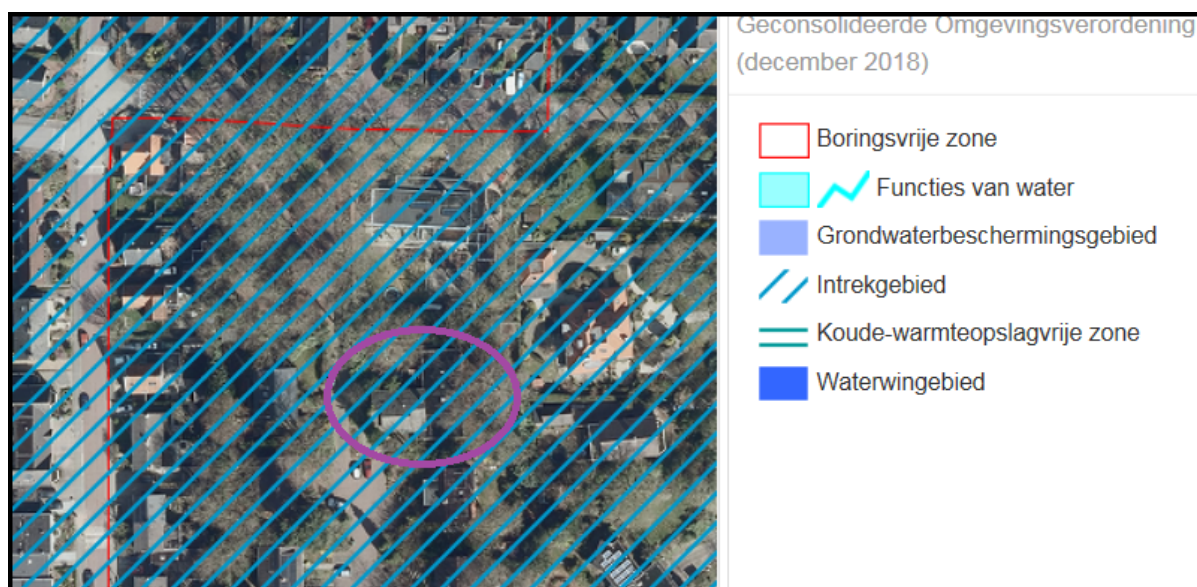 Geconsolideerde Omgevingsverordening
(december 2018)
Boringsvrije zone
Functies van water
Grondwaterbeschermingsgebied
Intrekgebied
Koude-warmteopslagvrije zone
Waterwingebied